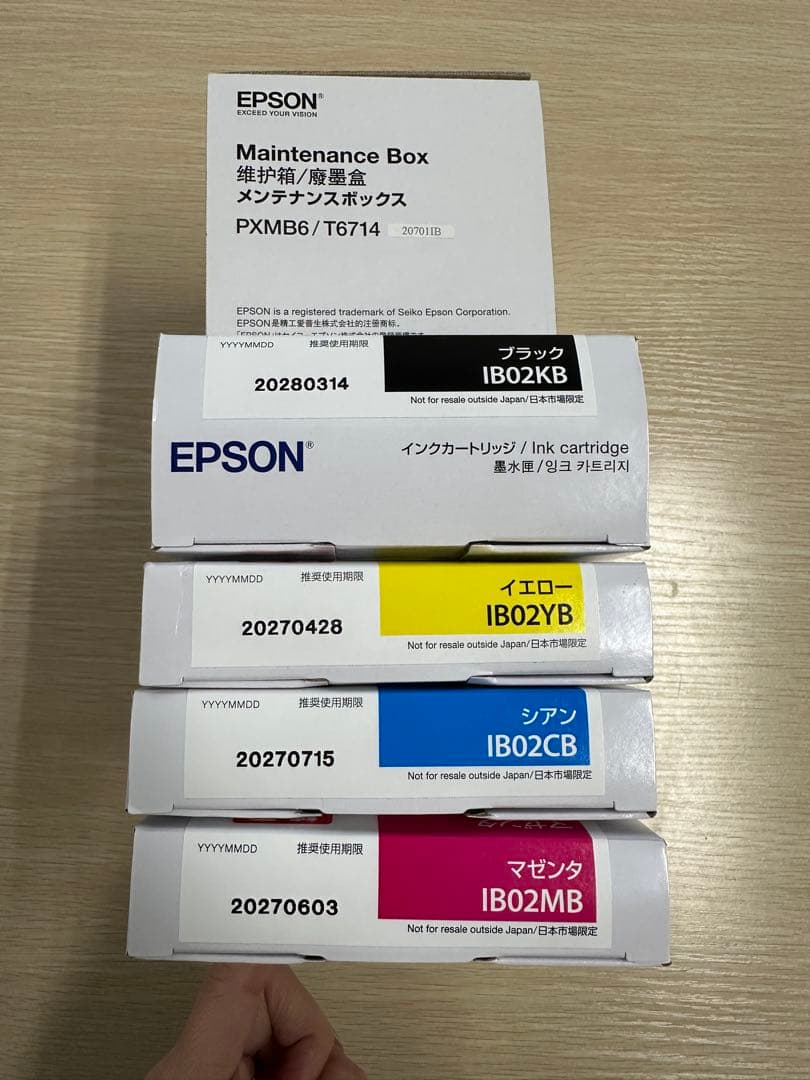 EPSON®
EXCEED YOUR VISION
Maintenance Box
维护箱/廢墨盒
メンテナンスボックス
PXMB6/T6714 20701IB
EPSON is a registered trademark of Seiko Epson Corporation.
EPSON是精工爱普生株式会社的注册商标。
YYYYMMDD 推奨使用期限
20280314
ブラック
IB02KB
Not for resale outside Japan/日本市場限定
EPSON®
インクカートリッジ / Ink cartridge
墨水匣/잉크 카트리지
YYYYMMDD 推奨使用期限
20270428
イエロー
IB02YB
Not for resale outside Japan/日本市場限定
YYYYMMDD 推奨使用期限
20270715
シアン
IB02CB
Not for resale outside Japan/日本市場限定
マゼンタ
YYYYMMDD 推奨使用期限
20270603
マゼンタ
IB02MB
Not for resale outside Japan/日本市場限定